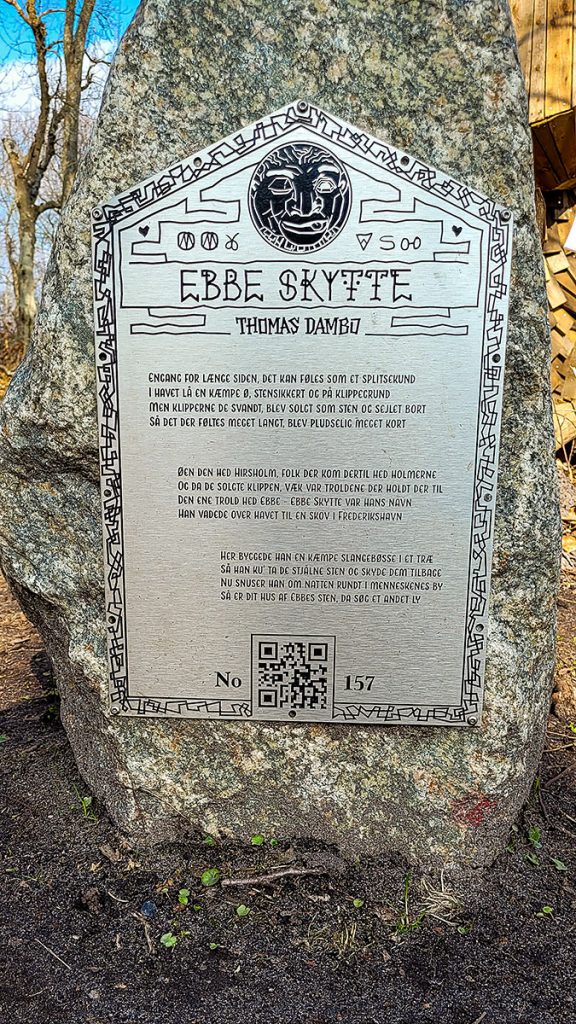 EBBE SKYTTE
THOMAS DAMBO
ENGANG FOR LÆNGE SIDEN, DET KAN FØLES SOM ET SPLITSEKUND
I HAVET LÅ EN KÆMPE Ø, STENSIKKERT OG PÅ KLIPPEGRUND
MEN KLIPPERNE DE SVANDT, BLEV SOLGT SOM STEN OG SEJLET BORT
SÅ DET DER FØLTES MEGET LANGT, BLEV PLUDSELIG MEGET KORT
ØEN DEN HED HIRSHOLM, FOLK DER KOM DERTIL HED HOLMERNE
OG DA DE SOLGTE KLIPPEN, VÆK VAR TROLDENE DER HOLDT DER TIL
DEN ENE TROLD HED EBBE - EBBE SKYTTE VAR HANS NAVN
HAN VADEDE OVER HAVET TIL EN SKOV I FREDERIKSHAVN
HER BYGGEDE HAN EN KÆMPE SLANGEBØSSE I ET TRÆ
SÅ HAN KU' TA DE STJÅLNE STEN OG SKYDE DEM TILBAGE
NU SNUSER HAN OM NATTEN RUNDT I MENNESKENES BY
SÅ ER DIT HUS AF EBBES STEN, DA SØG ET ANDET LY
No 157